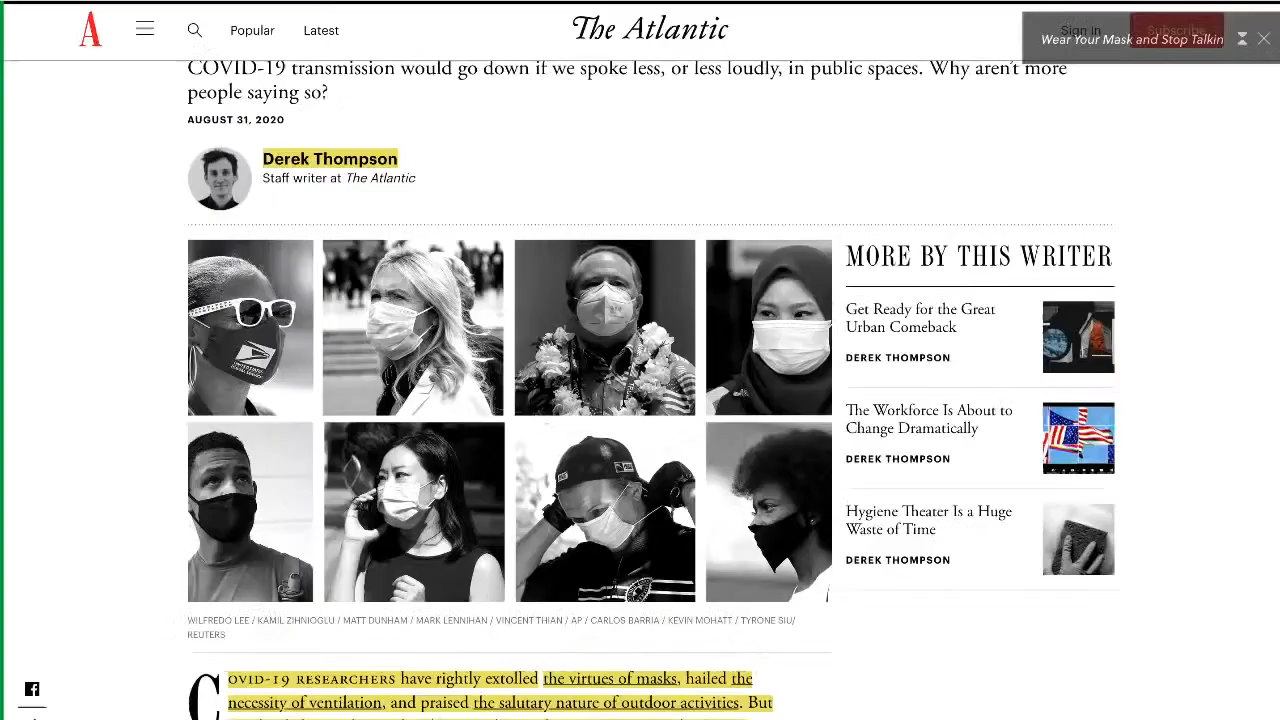 A
Popular
Latest
The Atlantic
Sign In
Subscribe
Wear Your Mask and Stop Talkin
COVID-19 transmission would go down if we spoke less, or less loudly, in public spaces. Why aren't more
people saying so?
AUGUST 31, 2020
Derek Thompson
Staff writer at The Atlantic
MORE BY THIS WRITER
Get Ready for the Great
Urban Comeback
DEREK THOMPSON
The Workforce Is About to
Change Dramatically
DEREK THOMPSON
Hygiene Theater Is a Huge
Waste of Time
DEREK THOMPSON
WILFREDO LEE / KAMIL ZIHNIOGLU / MATT DUNHAM / MARK LENNIHAN / VINCENT THIAN / AP / CARLOS BARRIA / KEVIN MOHATT / TYRONE SIU/
REUTERS
COVID-19 RESEARCHERS have rightly extolled the virtues of masks, hailed the
necessity of ventilation, and praised the salutary nature of outdoor activities. But